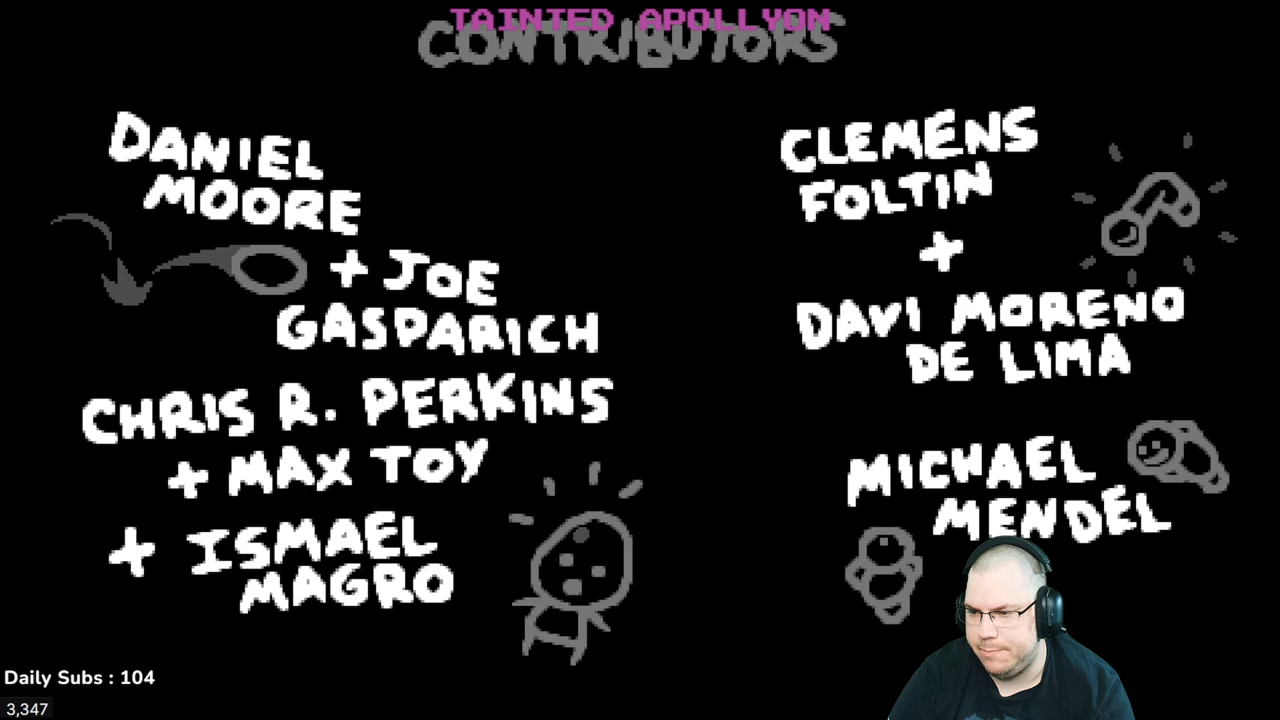 TAINTED APOLLYON
CONTRIBUTORS
DANIEL
MOORE
+ JOE
GASPARICH
CHRIS R. PERKINS
+ MAX TOY
+ ISMAEL
MAGRO
CLEMENS
FOLTIN
+
DAVI MORENO
DE LIMA
MICHAEL
MENDEL
Daily Subs : 104
3,347